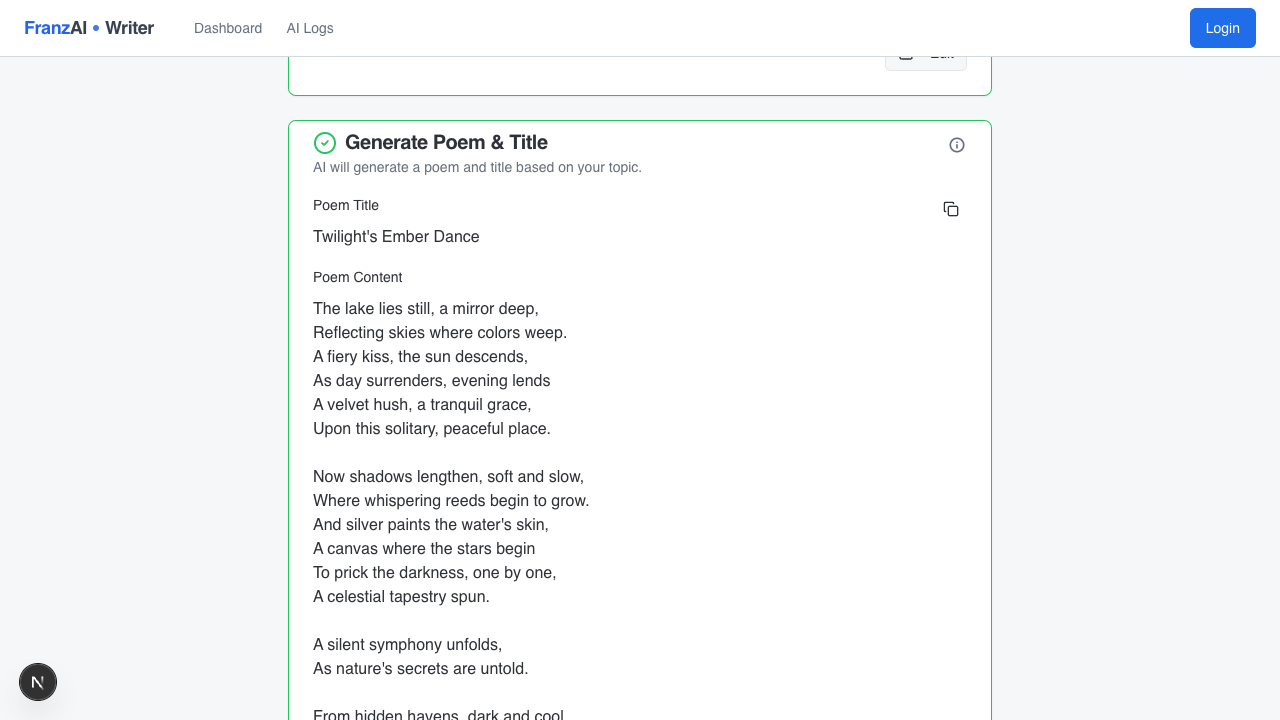 FranzAI • Writer
Dashboard
AI Logs
Login
Edit
Generate Poem & Title
AI will generate a poem and title based on your topic.
Poem Title
Twilight's Ember Dance
Poem Content
The lake lies still, a mirror deep,
Reflecting skies where colors weep.
A fiery kiss, the sun descends,
As day surrenders, evening lends
A velvet hush, a tranquil grace,
Upon this solitary, peaceful place.
Now shadows lengthen, soft and slow,
Where whispering reeds begin to grow.
And silver paints the water's skin,
A canvas where the stars begin
To prick the darkness, one by one,
A celestial tapestry spun.
A silent symphony unfolds,
As nature's secrets are untold.
From hidden havens, dark and cool
N